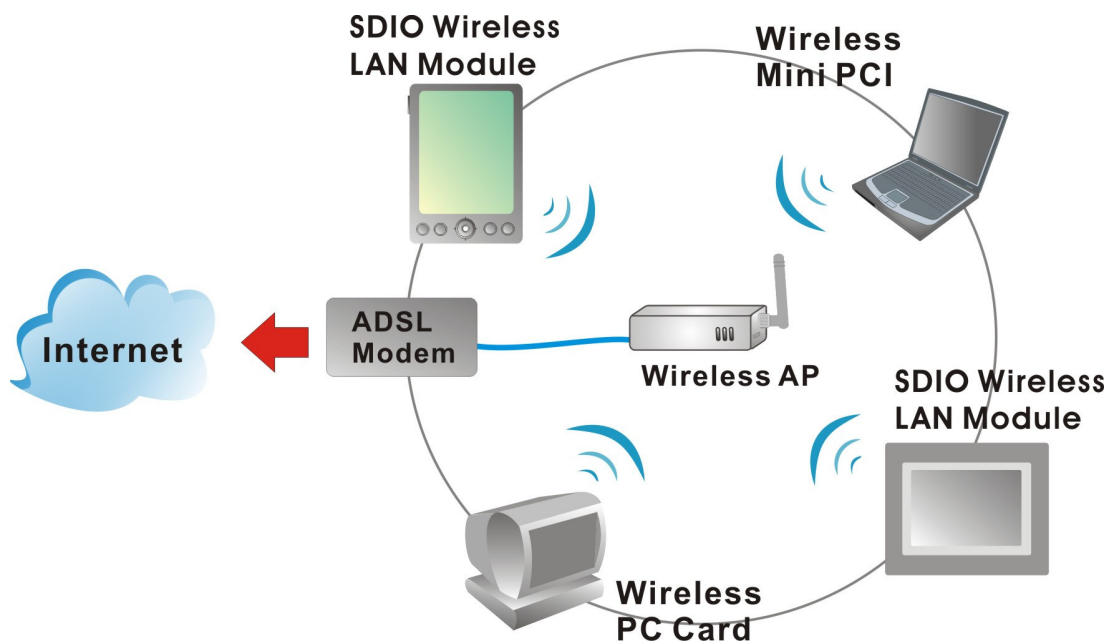 SDIO Wireless
LAN Module
Wireless
Mini PCI
Internet
ADSL
Modem
Wireless AP
SDIO Wireless
LAN Module
Wireless
PC Card